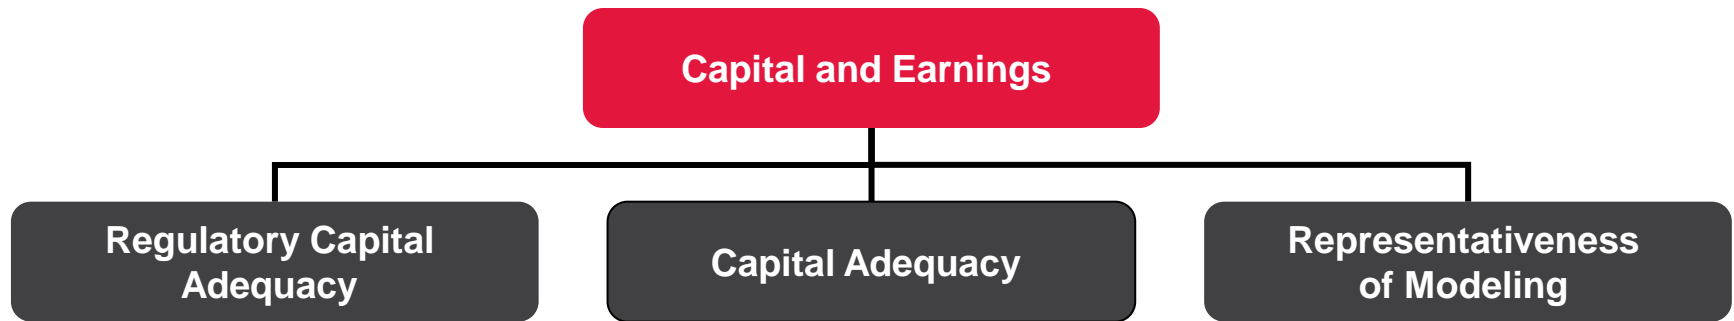 Capital and Earnings
Regulatory Capital
Adequacy
Capital Adequacy
Representativeness
of Modeling